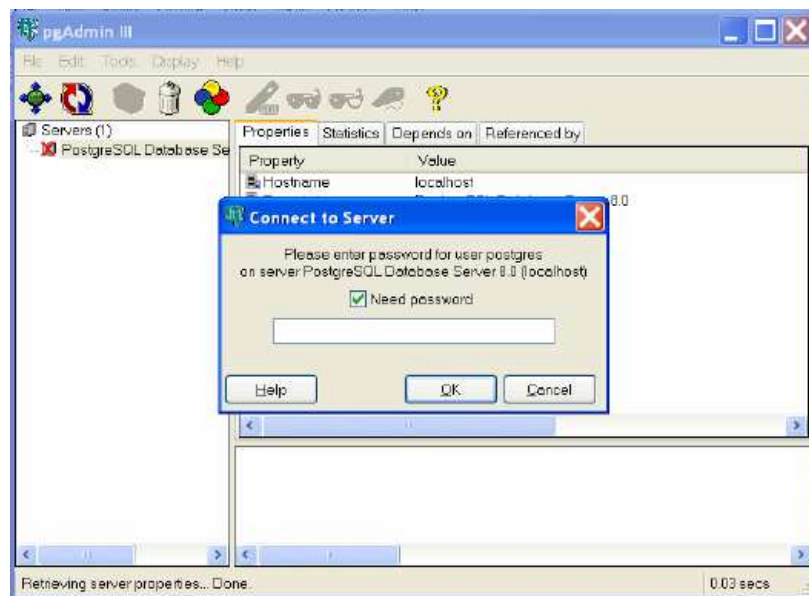 pgAdmin III
File Edit Tools Display Help
Servers (1)
PostgreSQL Database Se
Properties Statistics Depends on Referenced by
Property Value
Hostname localhost
8.0
Connect to Server
Please enter password for user postgres
on server PostgreSQL Database Server 8.0 (localhost)
Need password
Help OK Cancel
Retrieving server properties... Done. 0.03 secs